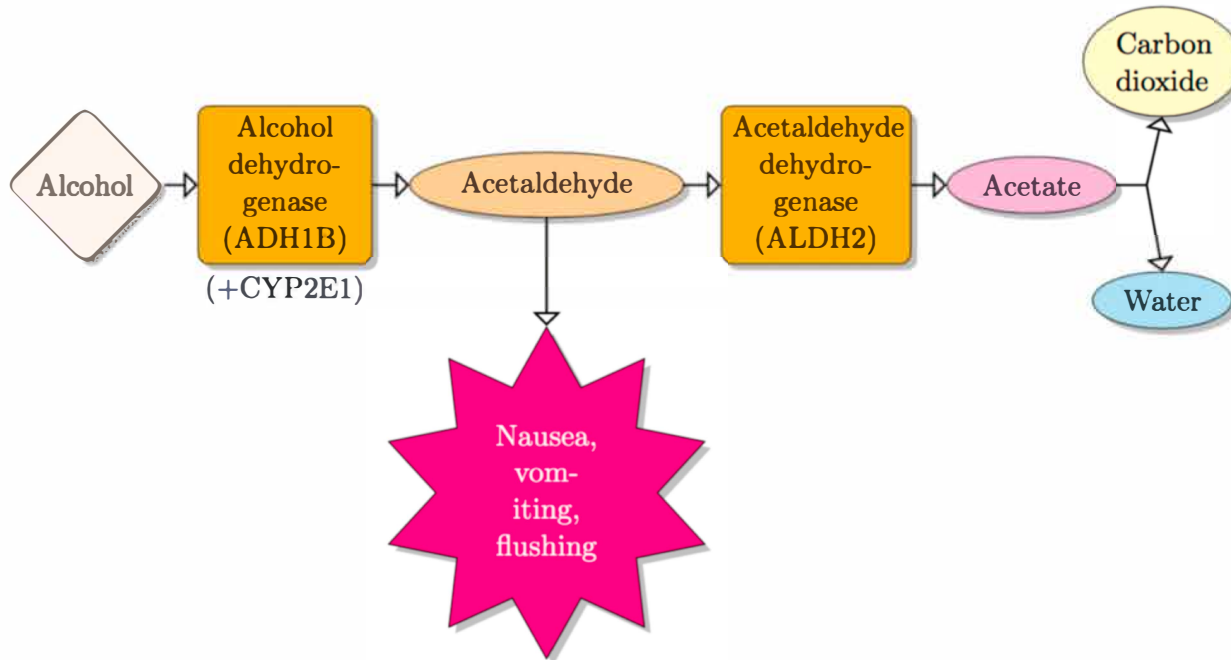 Alcohol
Alcohol
dehydro-
genase
(ADH1B)
(+CYP2E1)
Acetaldehyde
Nausea,
vom-
iting,
flushing
Acetaldehyde
dehydro-
genase
(ALDH2)
Acetate
Carbon
dioxide
Water